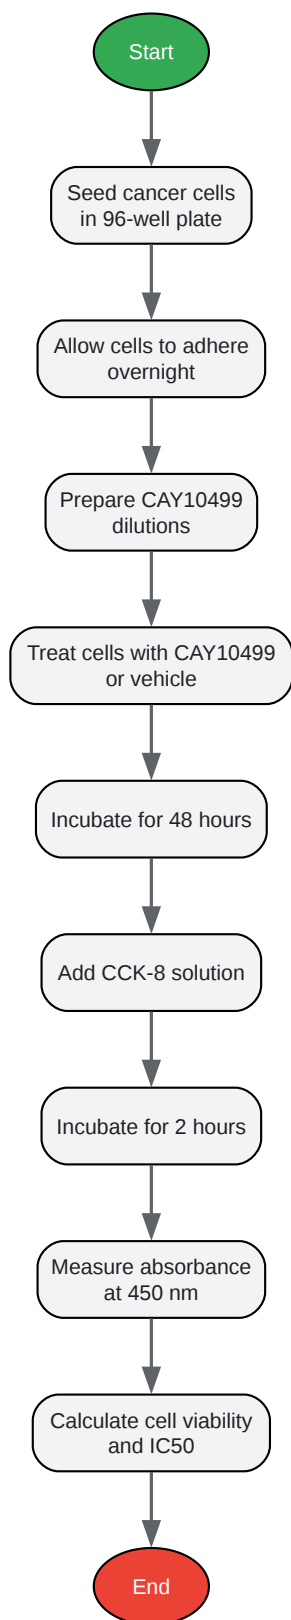 Start
Seed cancer cells
in 96-well plate
Allow cells to adhere
overnight
Prepare CAY10499
dilutions
Treat cells with CAY10499
or vehicle
Incubate for 48 hours
Add CCK-8 solution
Incubate for 2 hours
Measure absorbance
at 450 nm
Calculate cell viability
and IC50
End